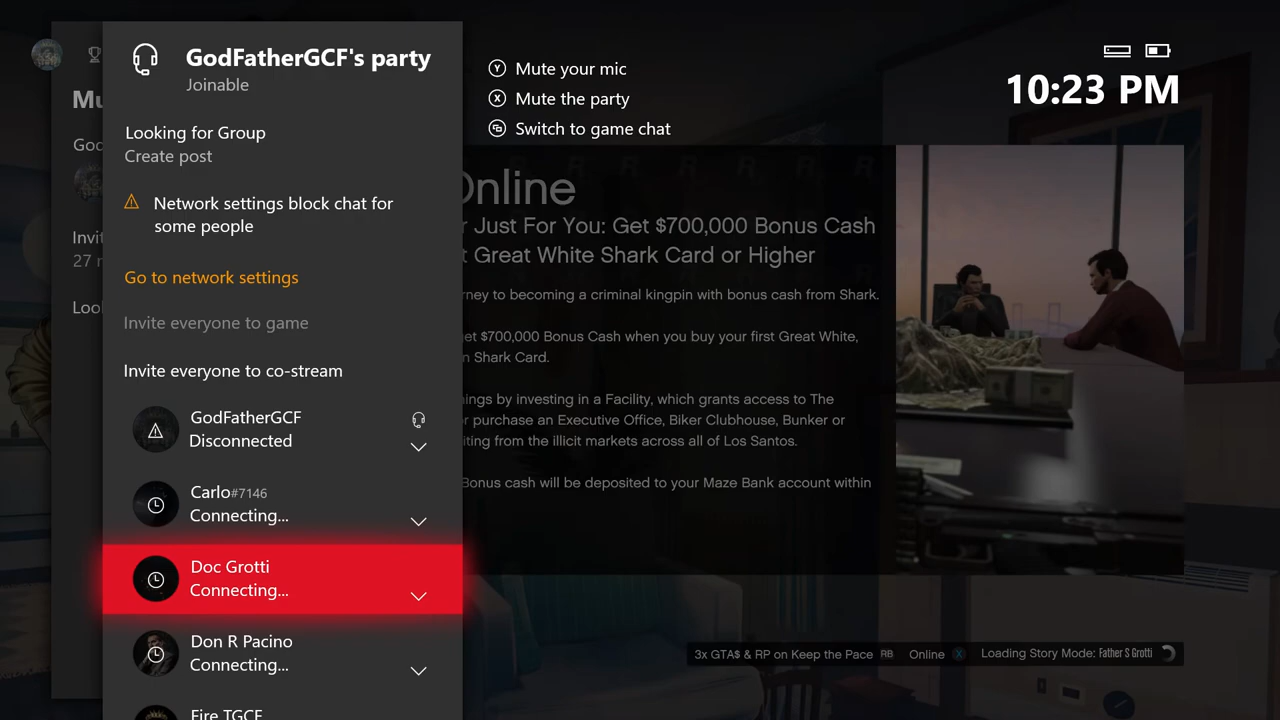 GodFatherGCF's party
Joinable
Looking for Group
Create post
Network settings block chat for
some people
Go to network settings
Invite everyone to game
Invite everyone to co-stream
GodFatherGCF
Disconnected
Carlo#7146
Connecting...
Doc Grotti
Connecting...
Don R Pacino
Connecting...
Fire TGCF
Mu
God
Invit
27 r
Look
Y Mute your mic
X Mute the party
Switch to game chat
10:23 PM
Online
r Just For You: Get $700,000 Bonus Cash
t Great White Shark Card or Higher
rney to becoming a criminal kingpin with bonus cash from Shark.
et $700,000 Bonus Cash when you buy your first Great White,
n Shark Card.
nings by investing in a Facility, which grants access to The
r purchase an Executive Office, Biker Clubhouse, Bunker or
iting from the illicit markets across all of Los Santos.
Bonus cash will be deposited to your Maze Bank account within
3x GTA$ & RP on Keep the Pace RB Online X Loading Story Mode: Father S Grotti